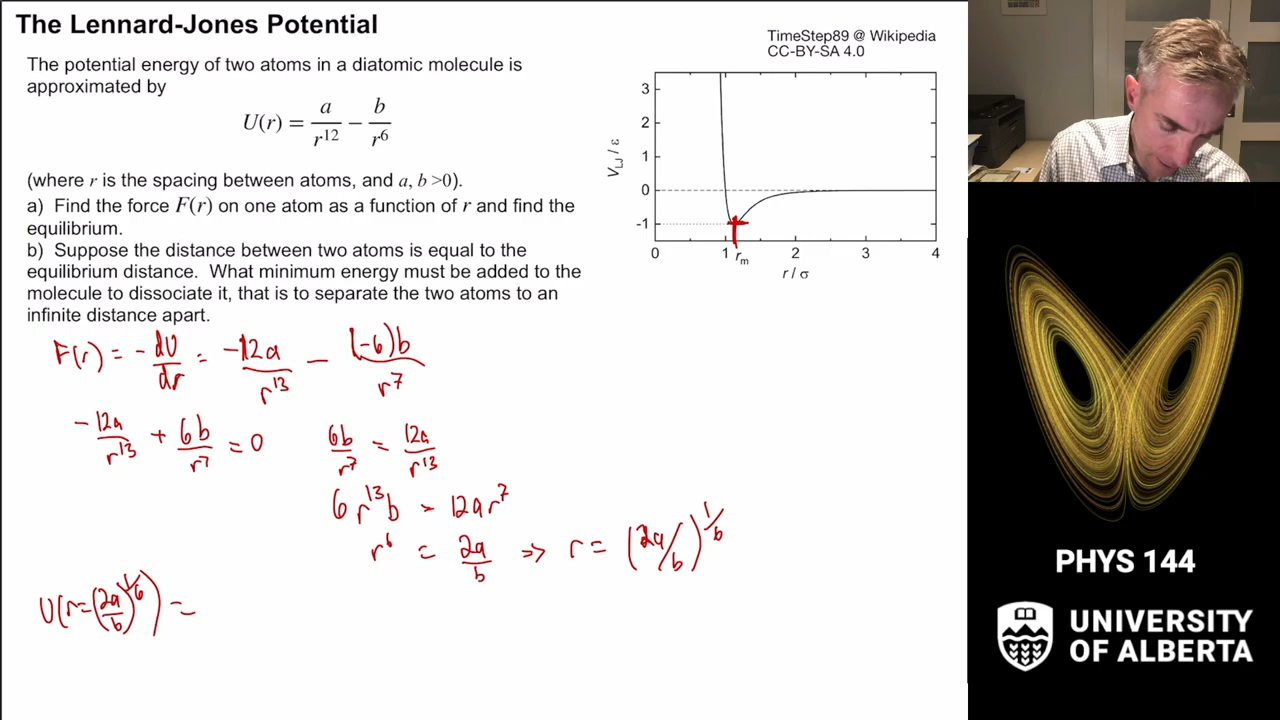 The Lennard-Jones Potential
TimeStep89 @ Wikipedia
CC-BY-SA 4.0
The potential energy of two atoms in a diatomic molecule is
approximated by
U(r) = a/r^12 − b/r^6
(where r is the spacing between atoms, and a, b >0).
a) Find the force F(r) on one atom as a function of r and find the
equilibrium.
b) Suppose the distance between two atoms is equal to the
equilibrium distance. What minimum energy must be added to the
molecule to dissociate it, that is to separate the two atoms to an
infinite distance apart.
V_LJ / ε
3
2
1
0
-1
0 1 r_m 2 3 4
r / σ
F(r) = -dU/dr = -12a/r^13 - (-6)b/r^7
-12a/r^13 + 6b/r^7 = 0
6b/r^7 = 12a/r^13
6r^13b = 12ar^7
r^6 = 2a/b ⇒ r = (2a/b)^1/6
U(r=(2a/b)^1/6) =
PHYS 144
UNIVERSITY
OF ALBERTA